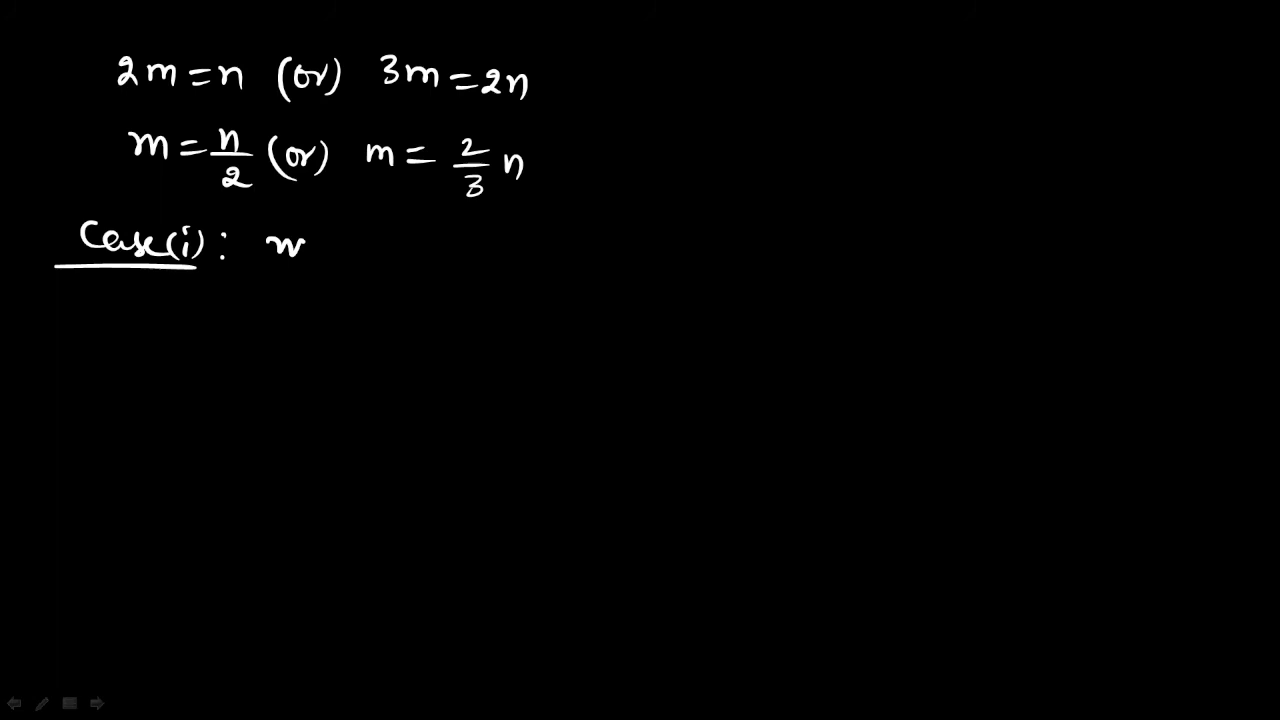 2m = n (or) 3m = 2n
m = n/2 (or) m = 2/3 n
Case(i) :